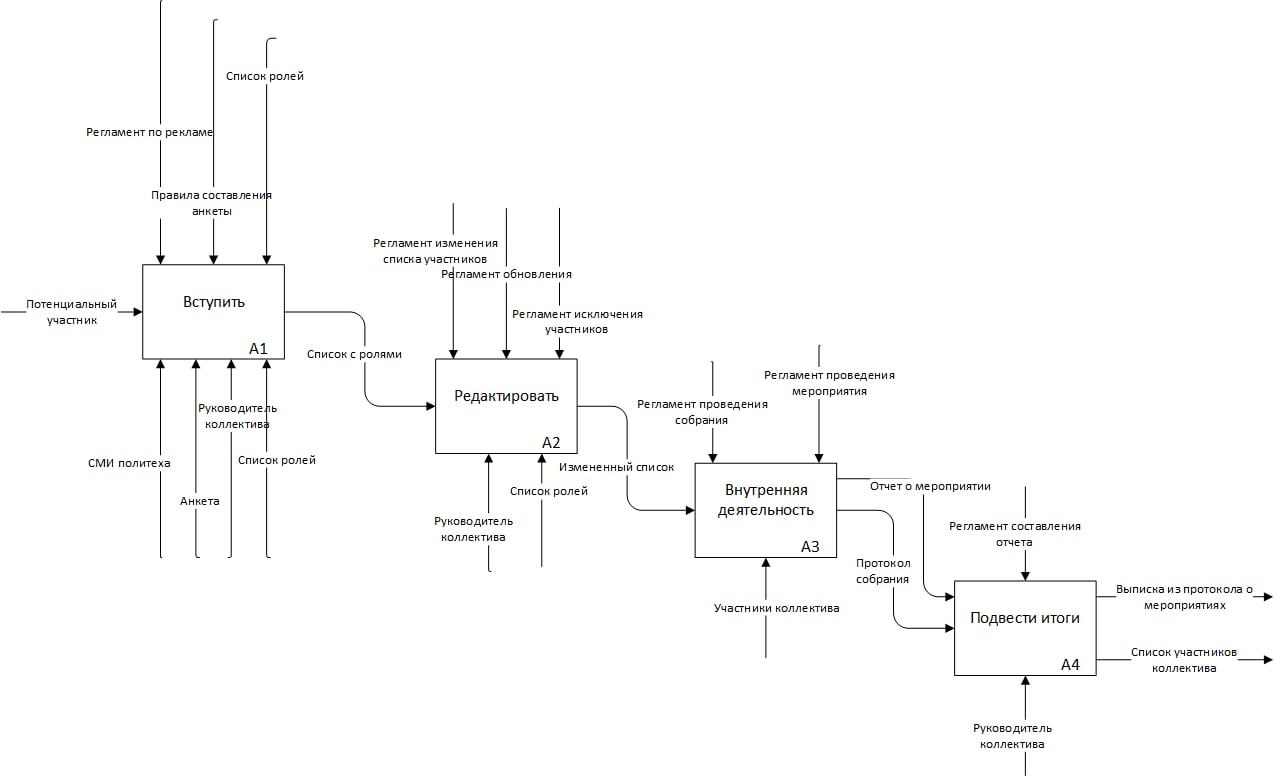 Список ролей
Регламент по рекламе
Правила составления
анкеты
Потенциальный
участник
Вступить
A1
СМИ политеха
Анкета
Руководитель
коллектива
Список ролей
Список с ролями
Регламент изменения
списка участников
Регламент обновления
Регламент исключения
участников
Редактировать
A2
Руководитель
коллектива
Список ролей
Измененный список
Регламент проведения
собрания
Регламент проведения
мероприятия
Внутренняя
деятельность
A3
Участники коллектива
Отчет о мероприятии
Протокол
собрания
Регламент составления
отчета
Подвести итоги
A4
Руководитель
коллектива
Выписка из протокола о
мероприятиях
Список участников
коллектива